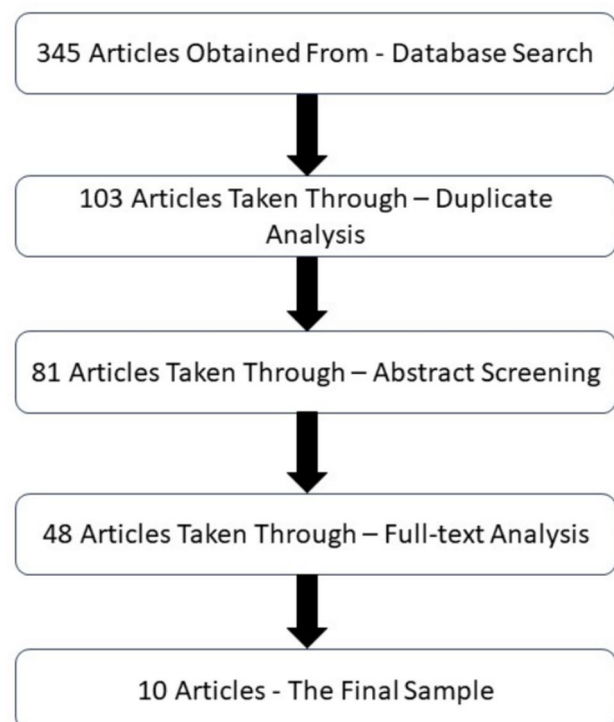 345 Articles Obtained From - Database Search
103 Articles Taken Through – Duplicate
Analysis
81 Articles Taken Through – Abstract Screening
48 Articles Taken Through – Full-text Analysis
10 Articles - The Final Sample